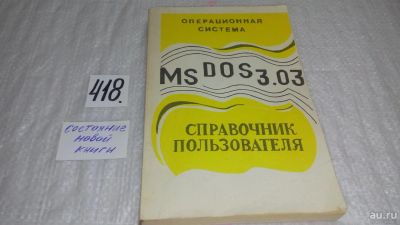 ОПЕРАЦИОННАЯ
СИСТЕМА
MS DOS 3.03
СПРАВОЧНИК
ПОЛЬЗОВАТЕЛЯ
418.
состояние
новой
книги
au.ru